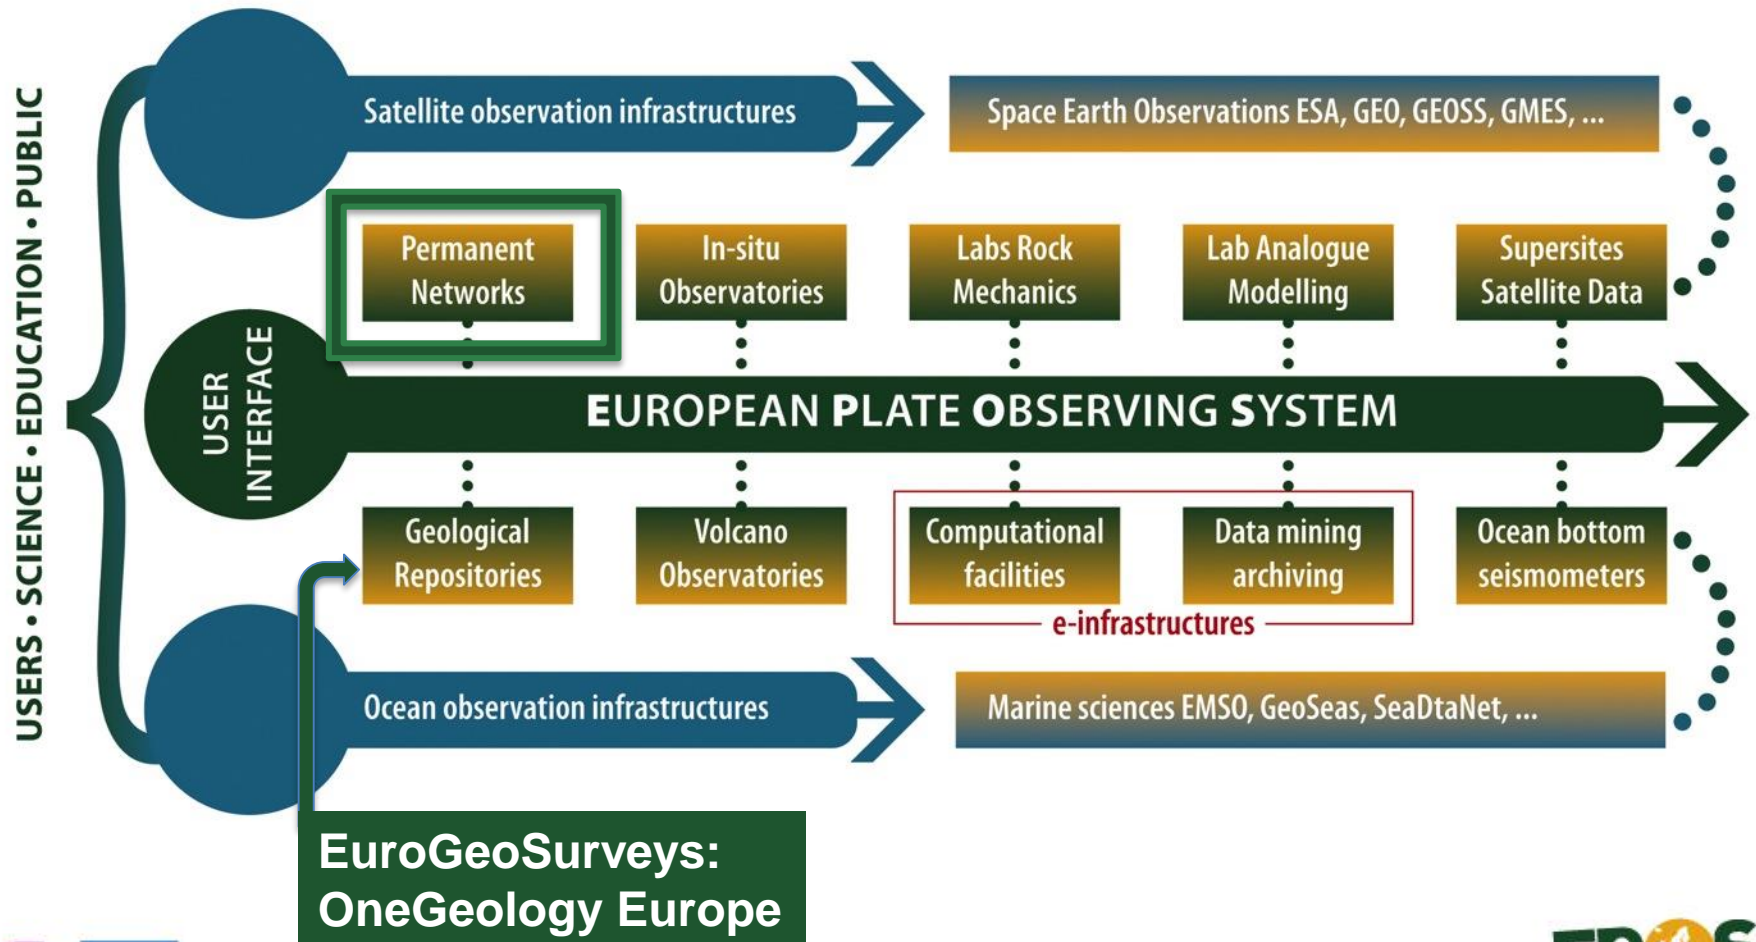 USERS • SCIENCE • EDUCATION • PUBLIC
Satellite observation infrastructures
Space Earth Observations ESA, GEO, GEOSS, GMES, ...
Permanent
Networks
In-situ
Observatories
Labs Rock
Mechanics
Lab Analogue
Modelling
Supersites
Satellite Data
USER
INTERFACE
EUROPEAN PLATE OBSERVING SYSTEM
Geological
Repositories
Volcano
Observatories
Computational
facilities
Data mining
archiving
Ocean bottom
seismometers
e-infrastructures
Ocean observation infrastructures
Marine sciences EMSO, GeoSeas, SeaDtaNet, ...
EuroGeoSurveys:
OneGeology Europe